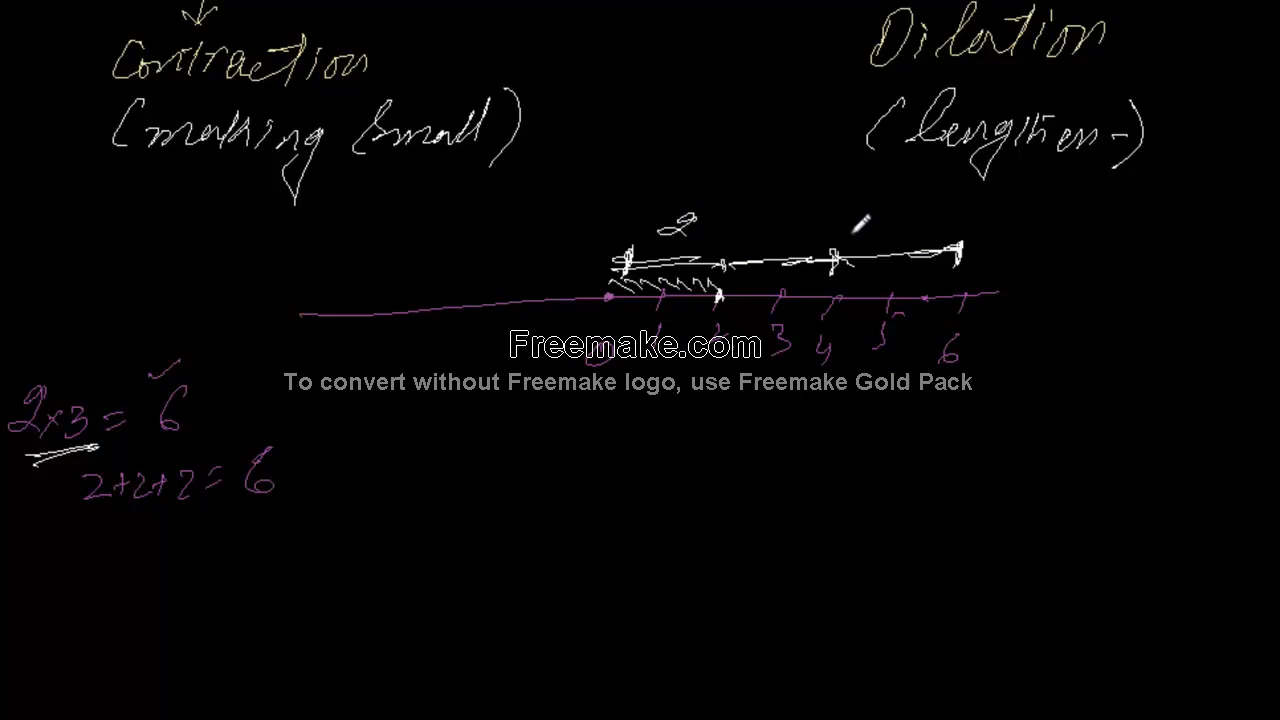 Contraction
Dilation
(making small)
(lengthen-)
2
0 1 2 3 4 5 6
Freemake.com
To convert without Freemake logo, use Freemake Gold Pack
2×3 = 6
2+2+2 = 6